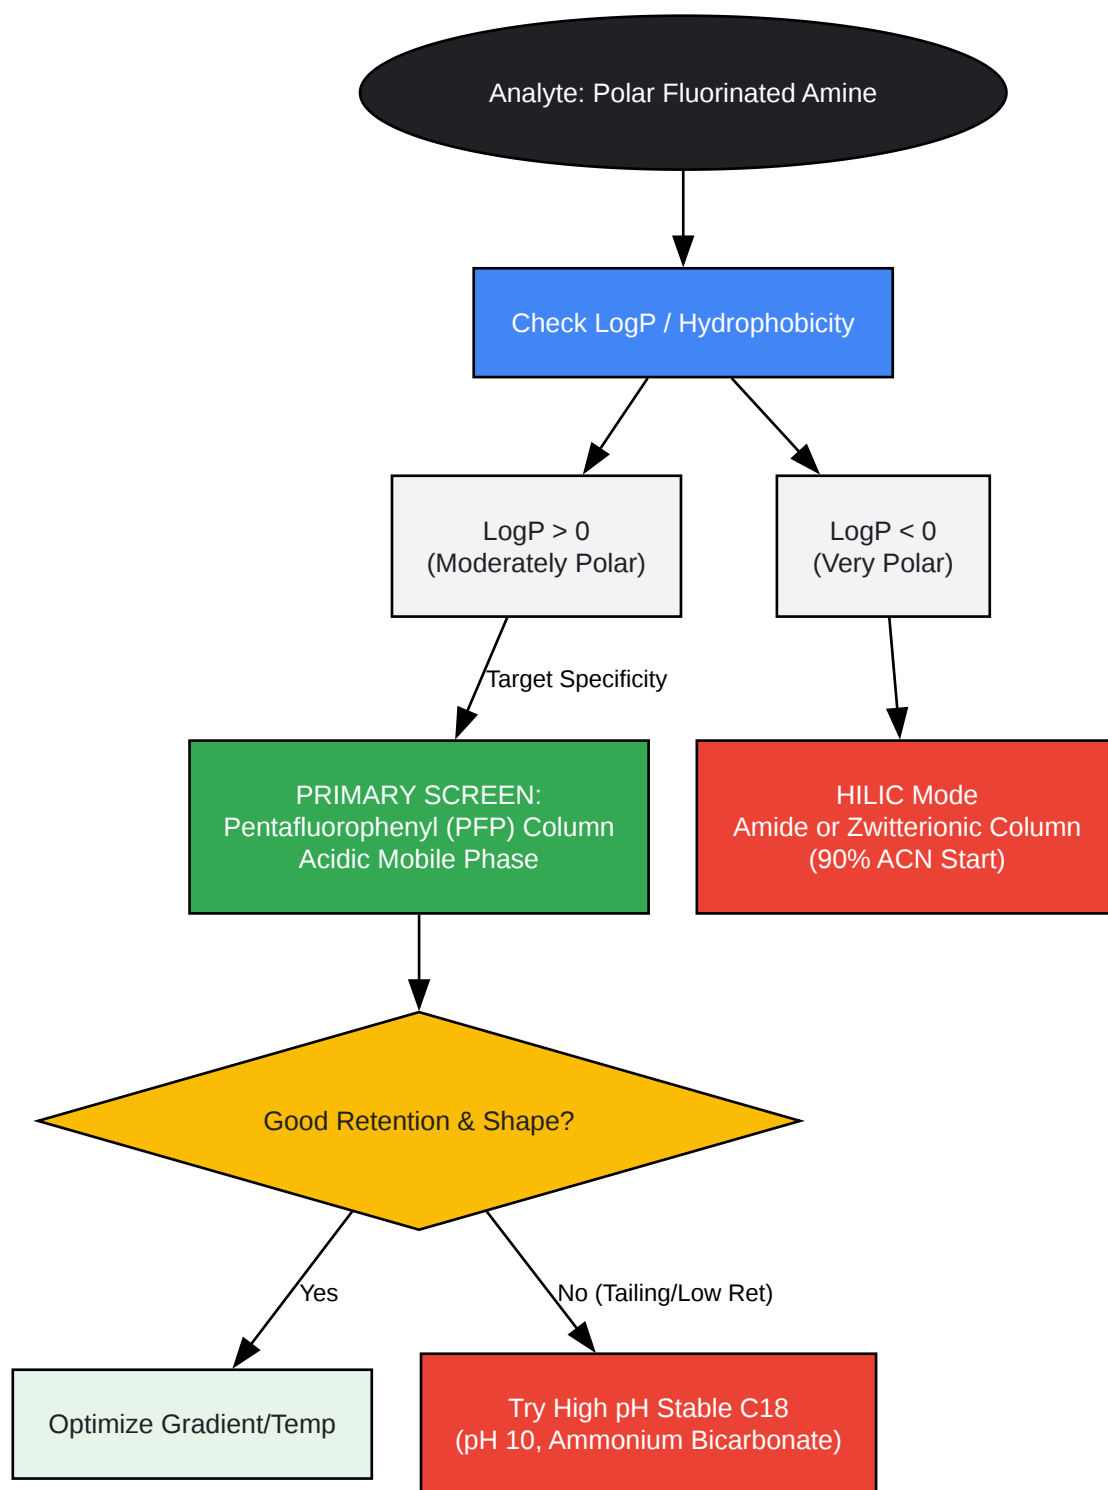 Analyte: Polar Fluorinated Amine
Check LogP / Hydrophobicity
LogP > 0
(Moderately Polar)
LogP < 0
(Very Polar)
Target Specificity
PRIMARY SCREEN:
Pentafluorophenyl (PFP) Column
Acidic Mobile Phase
HILIC Mode
Amide or Zwitterionic Column
(90% ACN Start)
Good Retention & Shape?
Yes
No (Tailing/Low Ret)
Optimize Gradient/Temp
Try High pH Stable C18
(pH 10, Ammonium Bicarbonate)